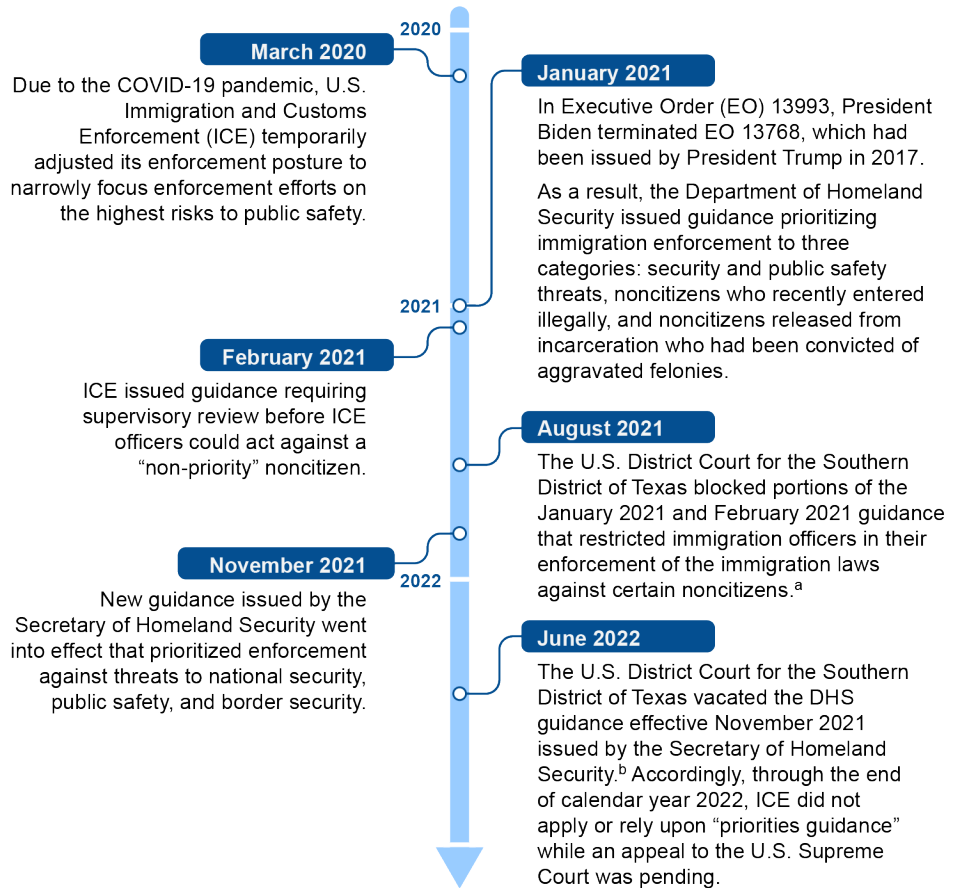 2020
March 2020
Due to the COVID-19 pandemic, U.S.
Immigration and Customs
Enforcement (ICE) temporarily
adjusted its enforcement posture to
narrowly focus enforcement efforts on
the highest risks to public safety.
January 2021
In Executive Order (EO) 13993, President
Biden terminated EO 13768, which had
been issued by President Trump in 2017.
As a result, the Department of Homeland
Security issued guidance prioritizing
immigration enforcement to three
categories: security and public safety
threats, noncitizens who recently entered
illegally, and noncitizens released from
incarceration who had been convicted of
aggravated felonies.
2021
February 2021
ICE issued guidance requiring
supervisory review before ICE
officers could act against a
“non-priority” noncitizen.
August 2021
The U.S. District Court for the Southern
District of Texas blocked portions of the
January 2021 and February 2021 guidance
that restricted immigration officers in their
enforcement of the immigration laws
against certain noncitizens.ᵃ
November 2021
New guidance issued by the
Secretary of Homeland Security went
into effect that prioritized enforcement
against threats to national security,
public safety, and border security.
2022
June 2022
The U.S. District Court for the Southern
District of Texas vacated the DHS
guidance effective November 2021
issued by the Secretary of Homeland
Security.ᵇ Accordingly, through the end
of calendar year 2022, ICE did not
apply or rely upon “priorities guidance”
while an appeal to the U.S. Supreme
Court was pending.